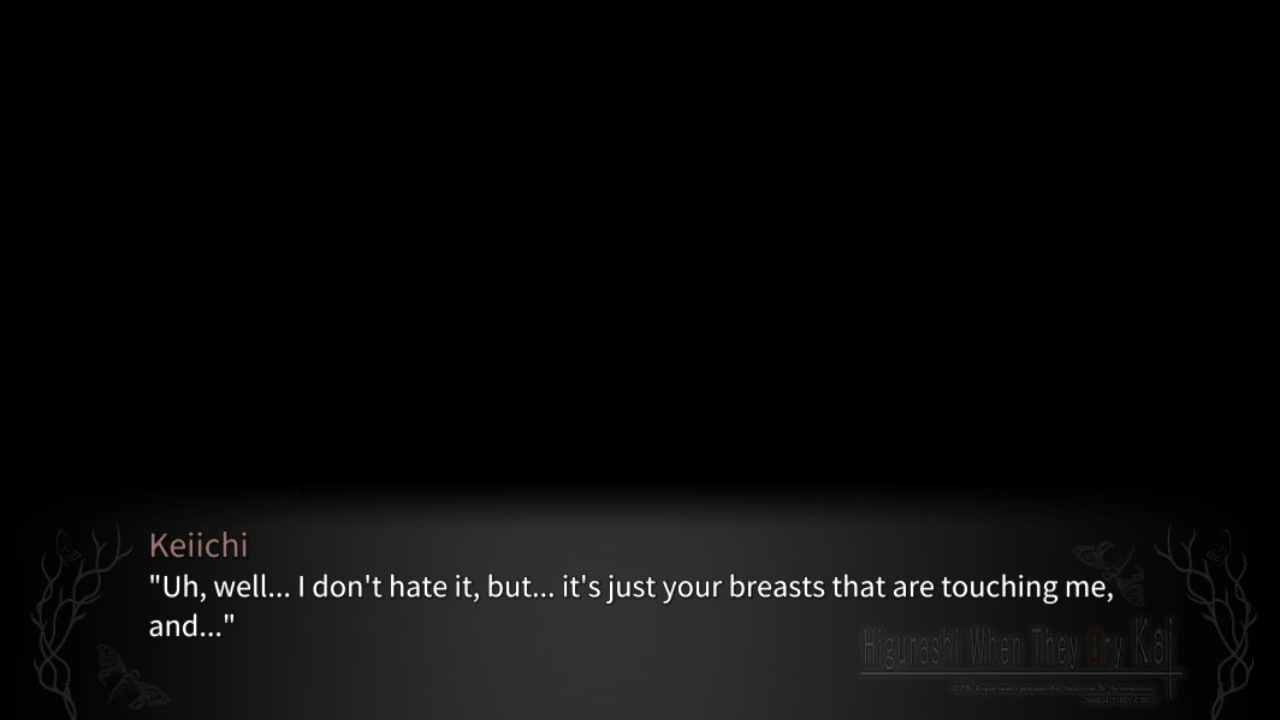 Keiichi
"Uh, well... I don't hate it, but... it's just your breasts that are touching me,
and..."
Higurashi When They Cry Kai